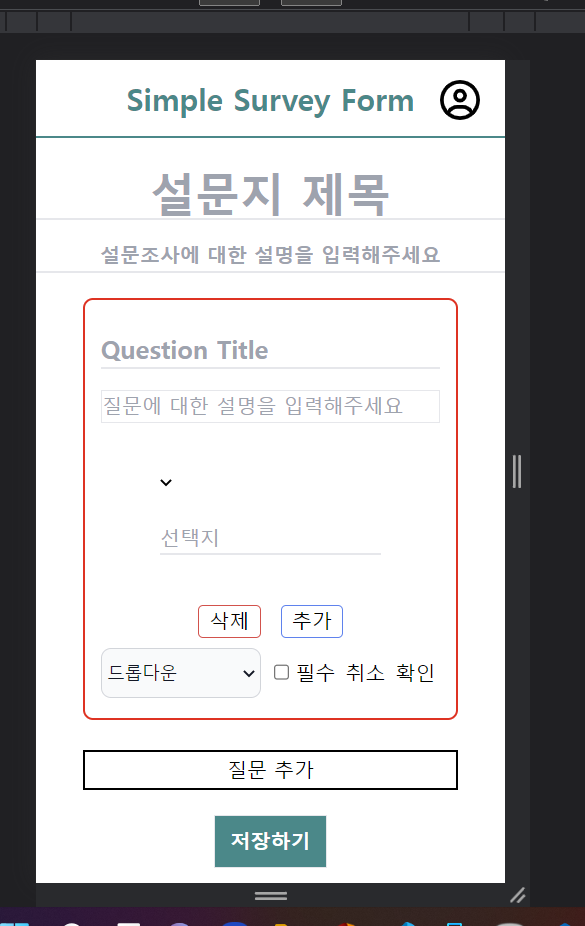 Simple Survey Form
설문지 제목
설문조사에 대한 설명을 입력해주세요
Question Title
질문에 대한 설명을 입력해주세요
선택지
삭제 추가
드롭다운 필수 취소 확인
질문 추가
저장하기